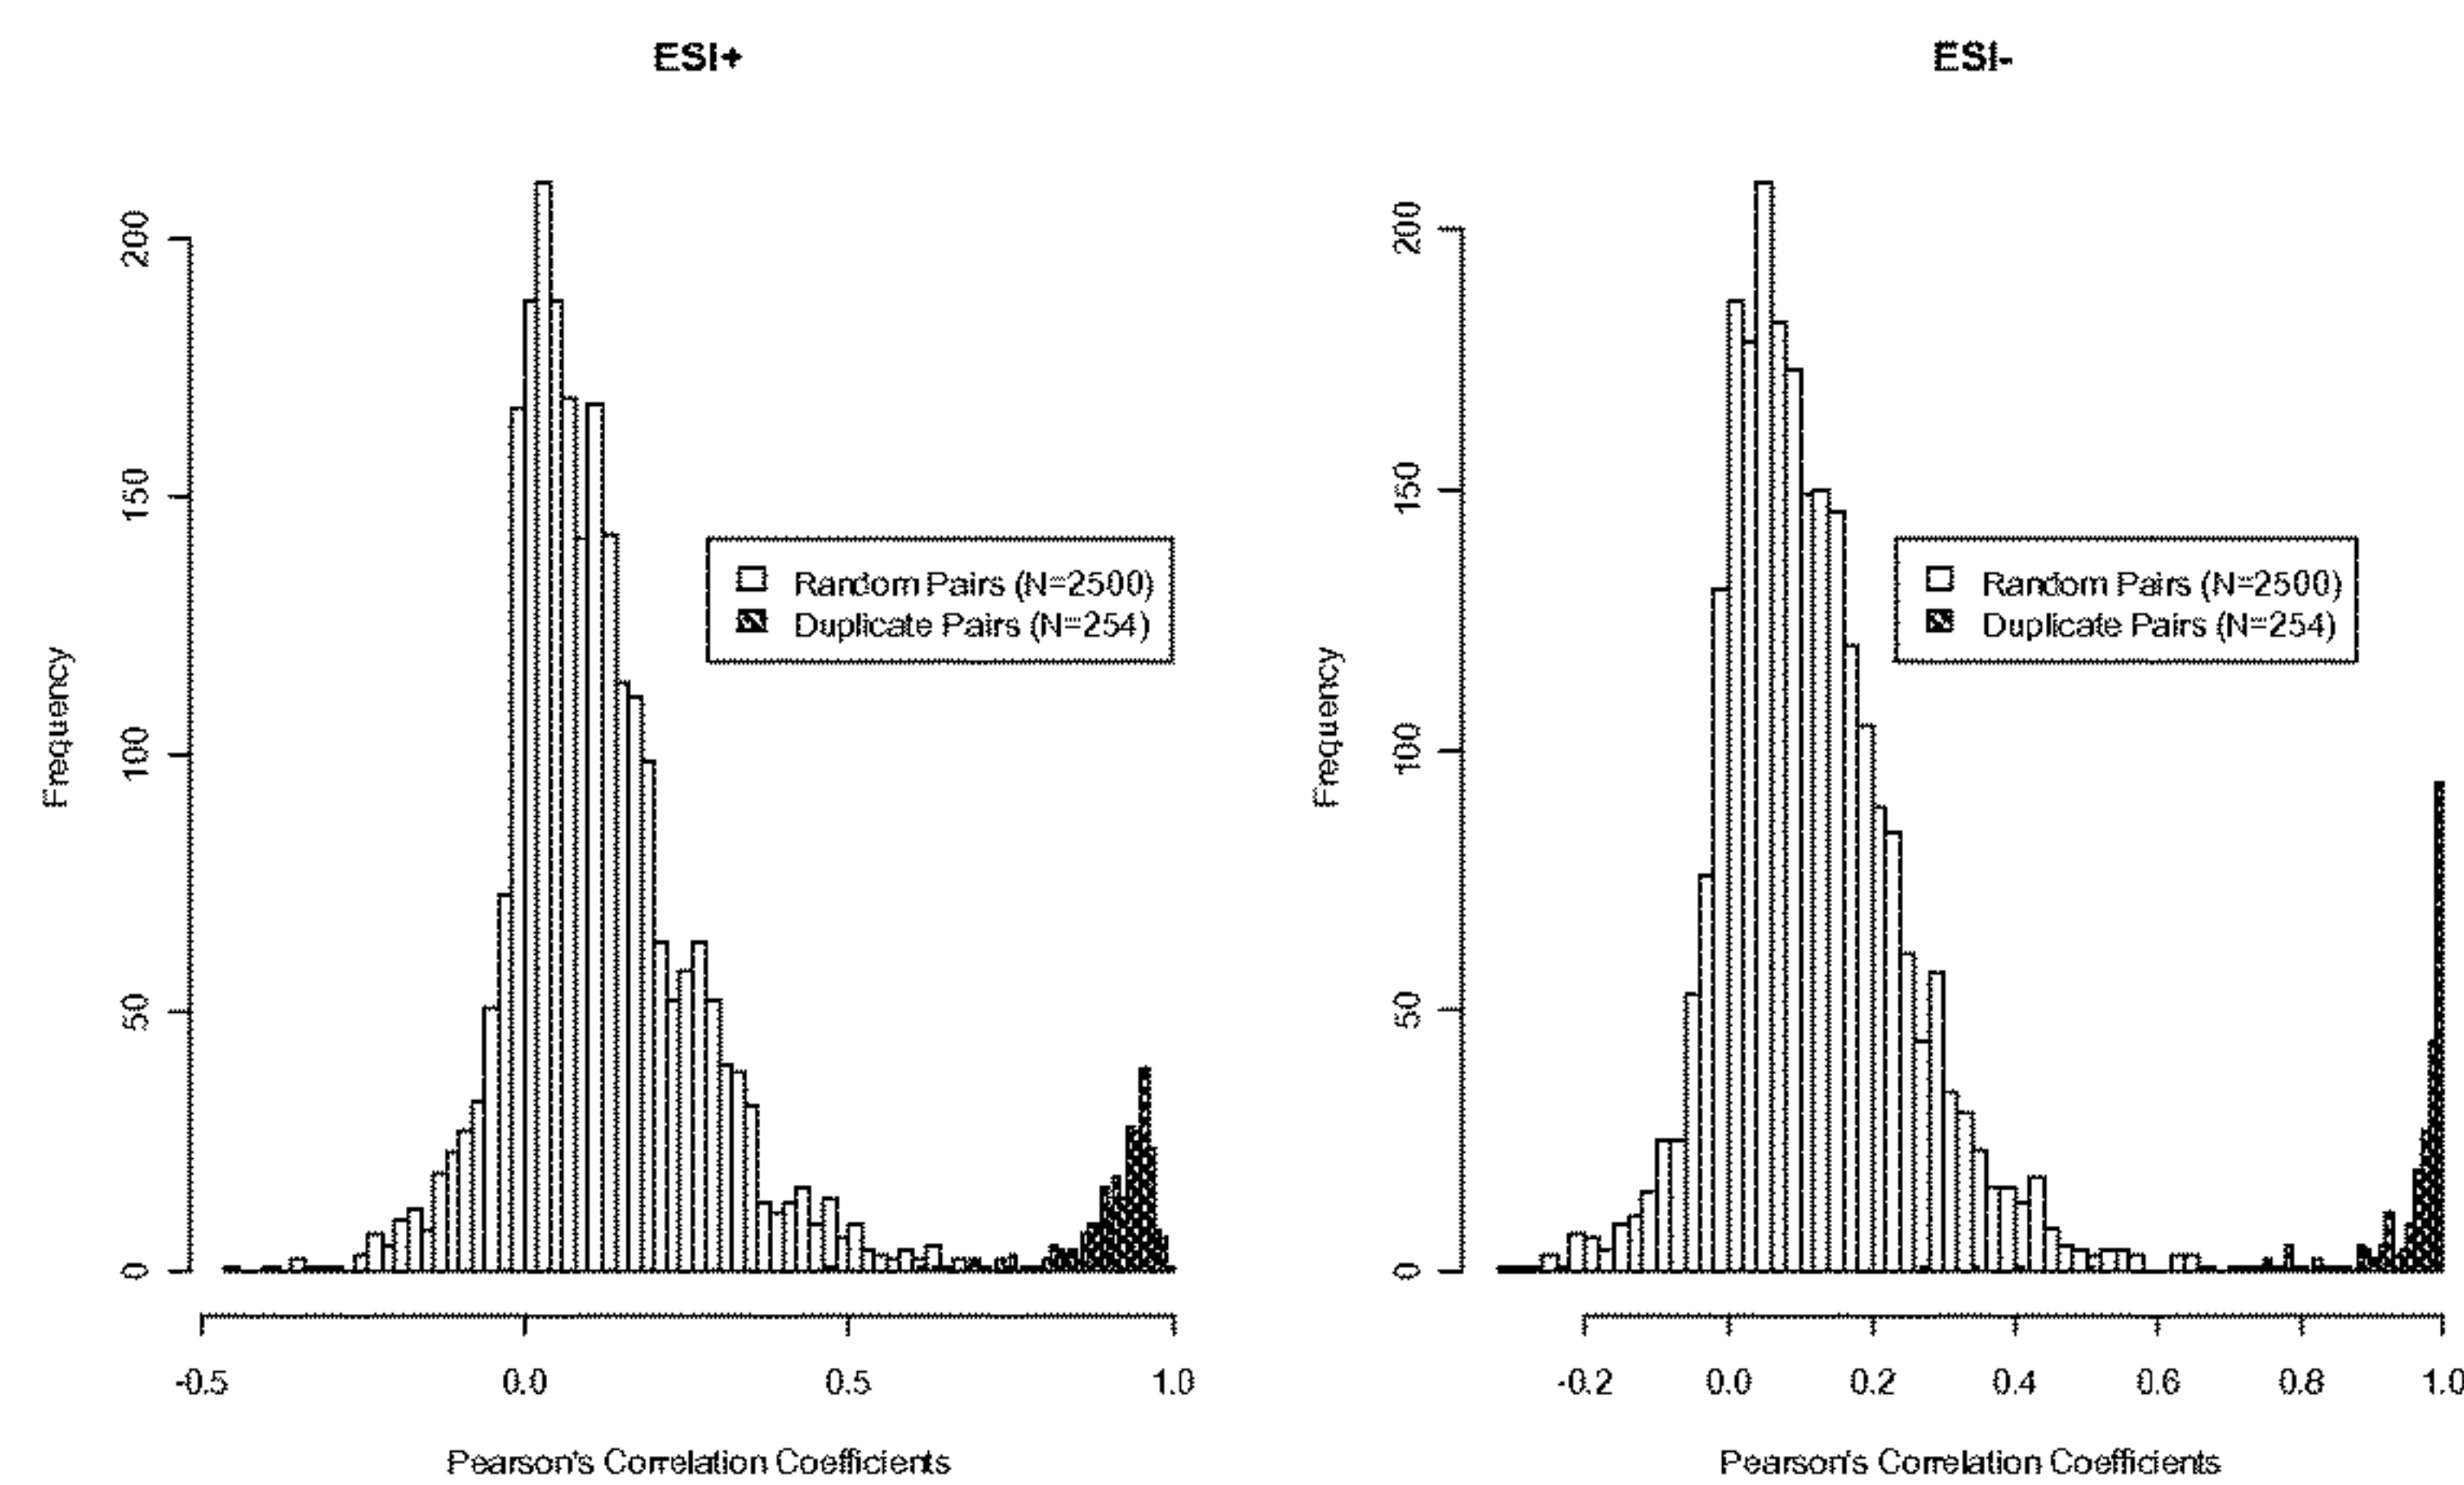 ESI+
ESI-
200
150
100
50
0
Frequency
Random Pairs (N=2500)
Duplicate Pairs (N=254)
-0.5
0.0
0.5
1.0
Pearson's Correlation Coefficients
200
150
100
50
0
Frequency
Random Pairs (N=2500)
Duplicate Pairs (N=254)
-0.2
0.0
0.2
0.4
0.6
0.8
1.0
Pearson's Correlation Coefficients